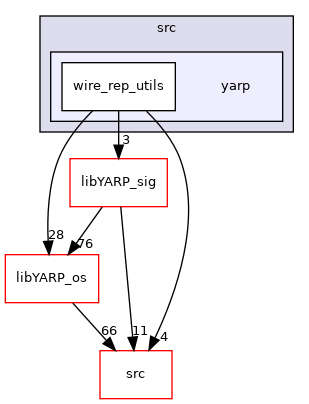 src
wire_rep_utils
yarp
3
libYARP_sig
28
76
libYARP_os
66
11
4
src